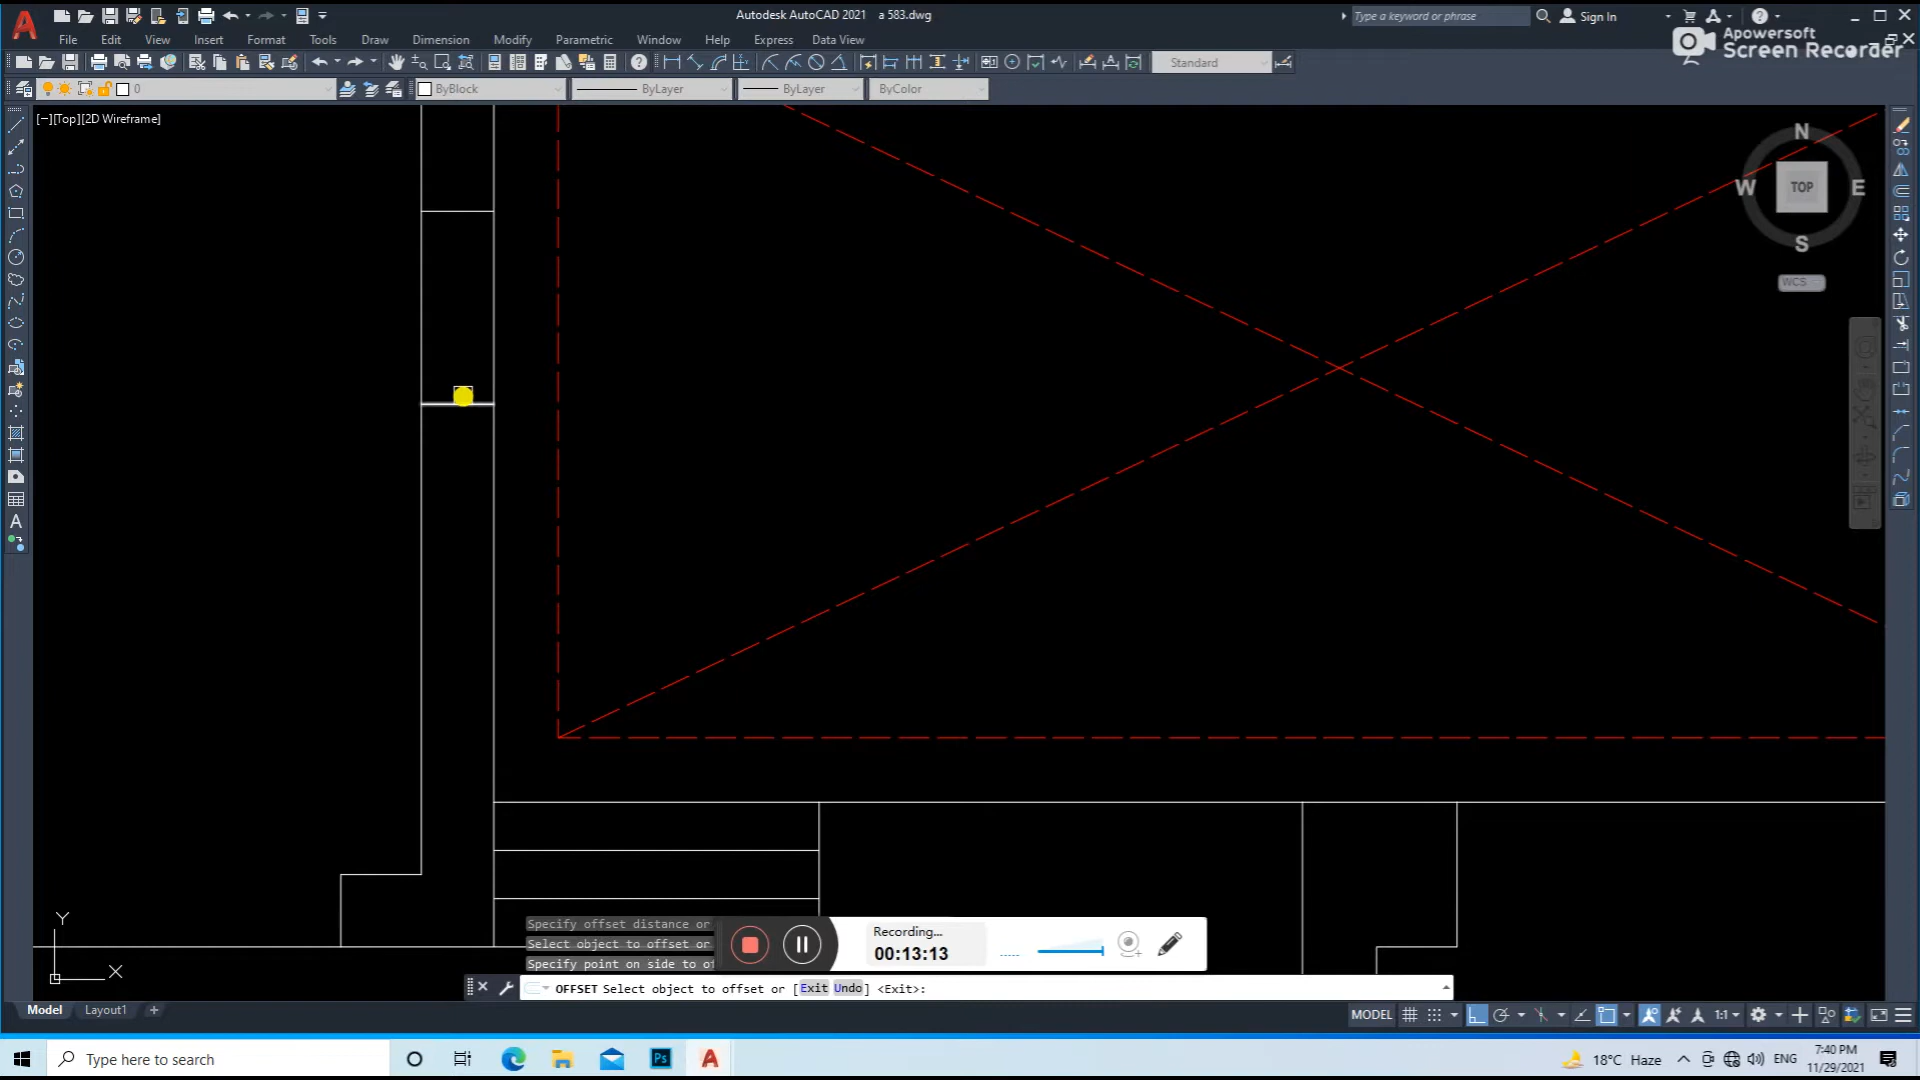 Autodesk AutoCAD 2021 a 583.dwg
Type a keyword or phrase
Sign In
File Edit View Insert Format Tools Draw Dimension Modify Parametric Window Help Express Data View
Apowersoft
Screen Recorder
Standard
0
ByBlock
ByLayer
ByLayer
ByColor
[−][Top][2D Wireframe]
N
W TOP E
S
WCS
A
Y
X
Specify offset distance or
Select object to offset or
Specify point on side to of
Recording...
00:13:13
OFFSET Select object to offset or [Exit Undo] <Exit>:
Model Layout1 +
MODEL
1:1
Type here to search
Ps
A
18°C Haze
ENG
7:40 PM
11/29/2021